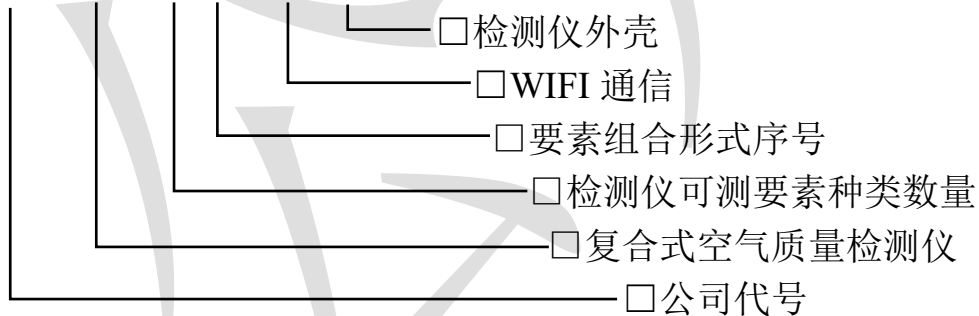 □检测仪外壳
□WIFI 通信
□要素组合形式序号
□检测仪可测要素种类数量
□复合式空气质量检测仪
□公司代号